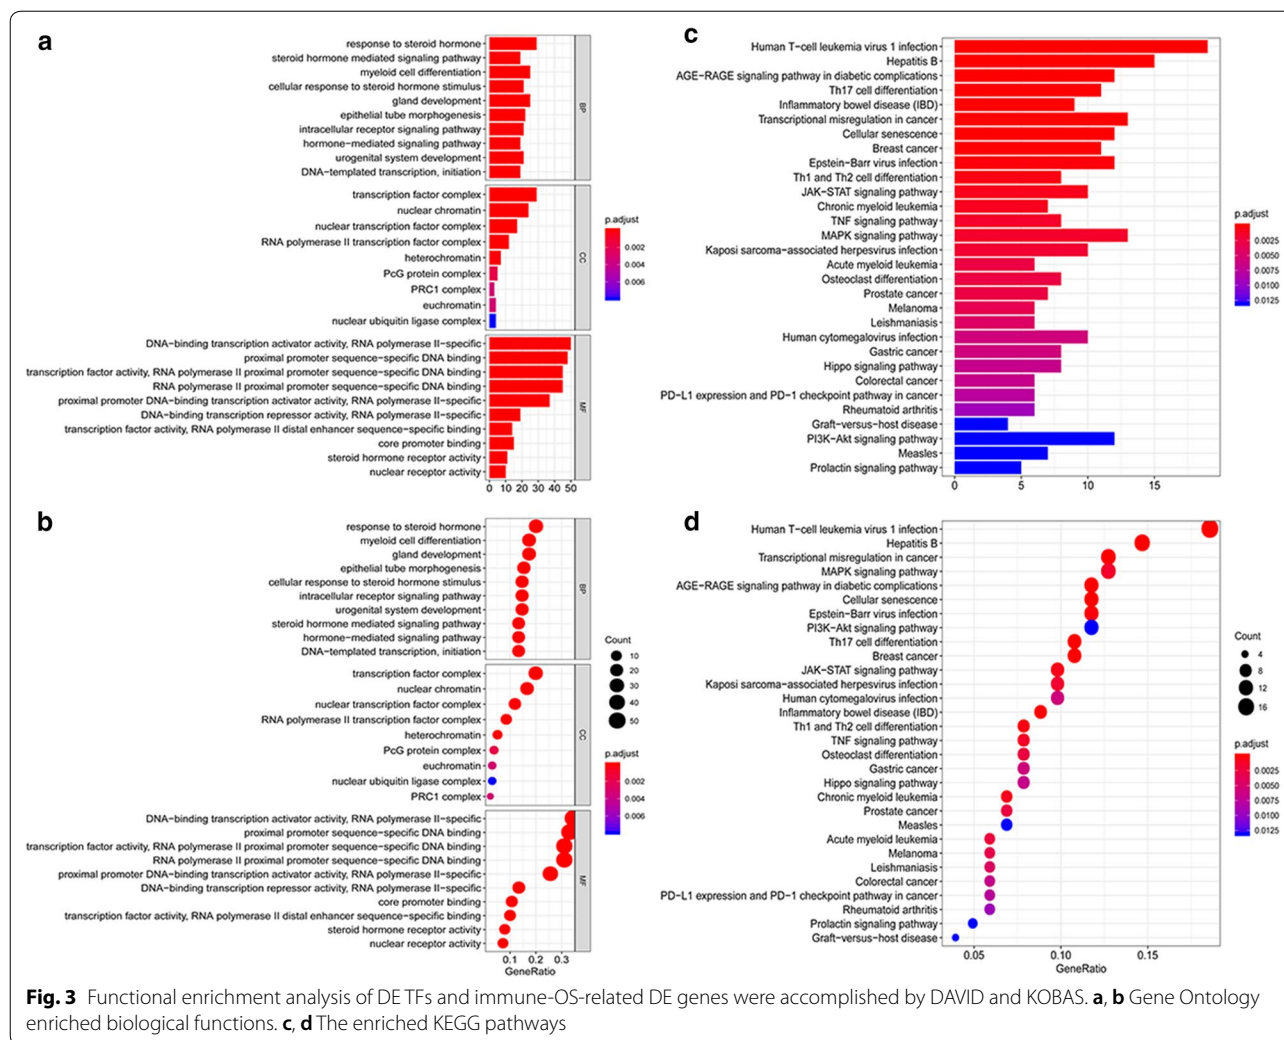 a
response to steroid hormone
steroid hormone mediated signaling pathway
myeloid cell differentiation
cellular response to steroid hormone stimulus
gland development
epithelial tube morphogenesis
intracellular receptor signaling pathway
hormone−mediated signaling pathway
urogenital system development
DNA−templated transcription, initiation
BP
transcription factor complex
nuclear chromatin
nuclear transcription factor complex
RNA polymerase II transcription factor complex
heterochromatin
PcG protein complex
PRC1 complex
euchromatin
nuclear ubiquitin ligase complex
CC
DNA−binding transcription activator activity, RNA polymerase II−specific
proximal promoter sequence−specific DNA binding
transcription factor activity, RNA polymerase II proximal promoter sequence−specific DNA binding
RNA polymerase II proximal promoter sequence−specific DNA binding
proximal promoter DNA−binding transcription activator activity, RNA polymerase II−specific
DNA−binding transcription repressor activity, RNA polymerase II−specific
transcription factor activity, RNA polymerase II distal enhancer sequence−specific binding
core promoter binding
steroid hormone receptor activity
nuclear receptor activity
MF
0 10 20 30 40 50
p.adjust
0.002
0.004
0.006
c
Human T−cell leukemia virus 1 infection
Hepatitis B
AGE−RAGE signaling pathway in diabetic complications
Th17 cell differentiation
Inflammatory bowel disease (IBD)
Transcriptional misregulation in cancer
Cellular senescence
Breast cancer
Epstein−Barr virus infection
Th1 and Th2 cell differentiation
JAK−STAT signaling pathway
Chronic myeloid leukemia
TNF signaling pathway
MAPK signaling pathway
Kaposi sarcoma−associated herpesvirus infection
Acute myeloid leukemia
Osteoclast differentiation
Prostate cancer
Melanoma
Leishmaniasis
Human cytomegalovirus infection
Gastric cancer
Hippo signaling pathway
Colorectal cancer
PD−L1 expression and PD−1 checkpoint pathway in cancer
Rheumatoid arthritis
Graft−versus−host disease
PI3K−Akt signaling pathway
Measles
Prolactin signaling pathway
0 5 10 15
p.adjust
0.0025
0.0050
0.0075
0.0100
0.0125
b
response to steroid hormone
myeloid cell differentiation
gland development
epithelial tube morphogenesis
cellular response to steroid hormone stimulus
intracellular receptor signaling pathway
urogenital system development
steroid hormone mediated signaling pathway
hormone−mediated signaling pathway
DNA−templated transcription, initiation
BP
transcription factor complex
nuclear chromatin
nuclear transcription factor complex
RNA polymerase II transcription factor complex
heterochromatin
PcG protein complex
euchromatin
nuclear ubiquitin ligase complex
PRC1 complex
CC
DNA−binding transcription activator activity, RNA polymerase II−specific
proximal promoter sequence−specific DNA binding
transcription factor activity, RNA polymerase II proximal promoter sequence−specific DNA binding
RNA polymerase II proximal promoter sequence−specific DNA binding
proximal promoter DNA−binding transcription activator activity, RNA polymerase II−specific
DNA−binding transcription repressor activity, RNA polymerase II−specific
core promoter binding
transcription factor activity, RNA polymerase II distal enhancer sequence−specific binding
steroid hormone receptor activity
nuclear receptor activity
MF
0.1 0.2 0.3
GeneRatio
Count
10
20
30
40
50
p.adjust
0.002
0.004
0.006
d
Human T−cell leukemia virus 1 infection
Hepatitis B
Transcriptional misregulation in cancer
MAPK signaling pathway
AGE−RAGE signaling pathway in diabetic complications
Cellular senescence
Epstein−Barr virus infection
PI3K−Akt signaling pathway
Th17 cell differentiation
Breast cancer
JAK−STAT signaling pathway
Kaposi sarcoma−associated herpesvirus infection
Human cytomegalovirus infection
Inflammatory bowel disease (IBD)
Th1 and Th2 cell differentiation
TNF signaling pathway
Osteoclast differentiation
Gastric cancer
Hippo signaling pathway
Chronic myeloid leukemia
Prostate cancer
Measles
Acute myeloid leukemia
Melanoma
Leishmaniasis
Colorectal cancer
PD−L1 expression and PD−1 checkpoint pathway in cancer
Rheumatoid arthritis
Prolactin signaling pathway
Graft−versus−host disease
0.05 0.10 0.15
GeneRatio
Count
4
8
12
16
p.adjust
0.0025
0.0050
0.0075
0.0100
0.0125
Fig. 3 Functional enrichment analysis of DE TFs and immune-OS-related DE genes were accomplished by DAVID and KOBAS. a, b Gene Ontology
enriched biological functions. c, d The enriched KEGG pathways